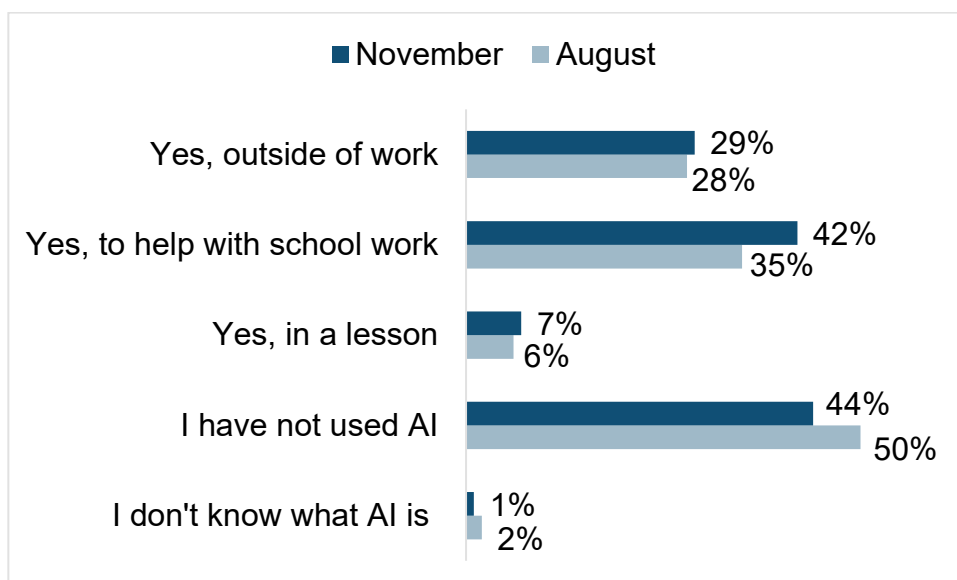 November August
Yes, outside of work 29%
28%
Yes, to help with school work 42%
35%
Yes, in a lesson 7%
6%
I have not used AI 44%
50%
I don't know what AI is 1%
2%